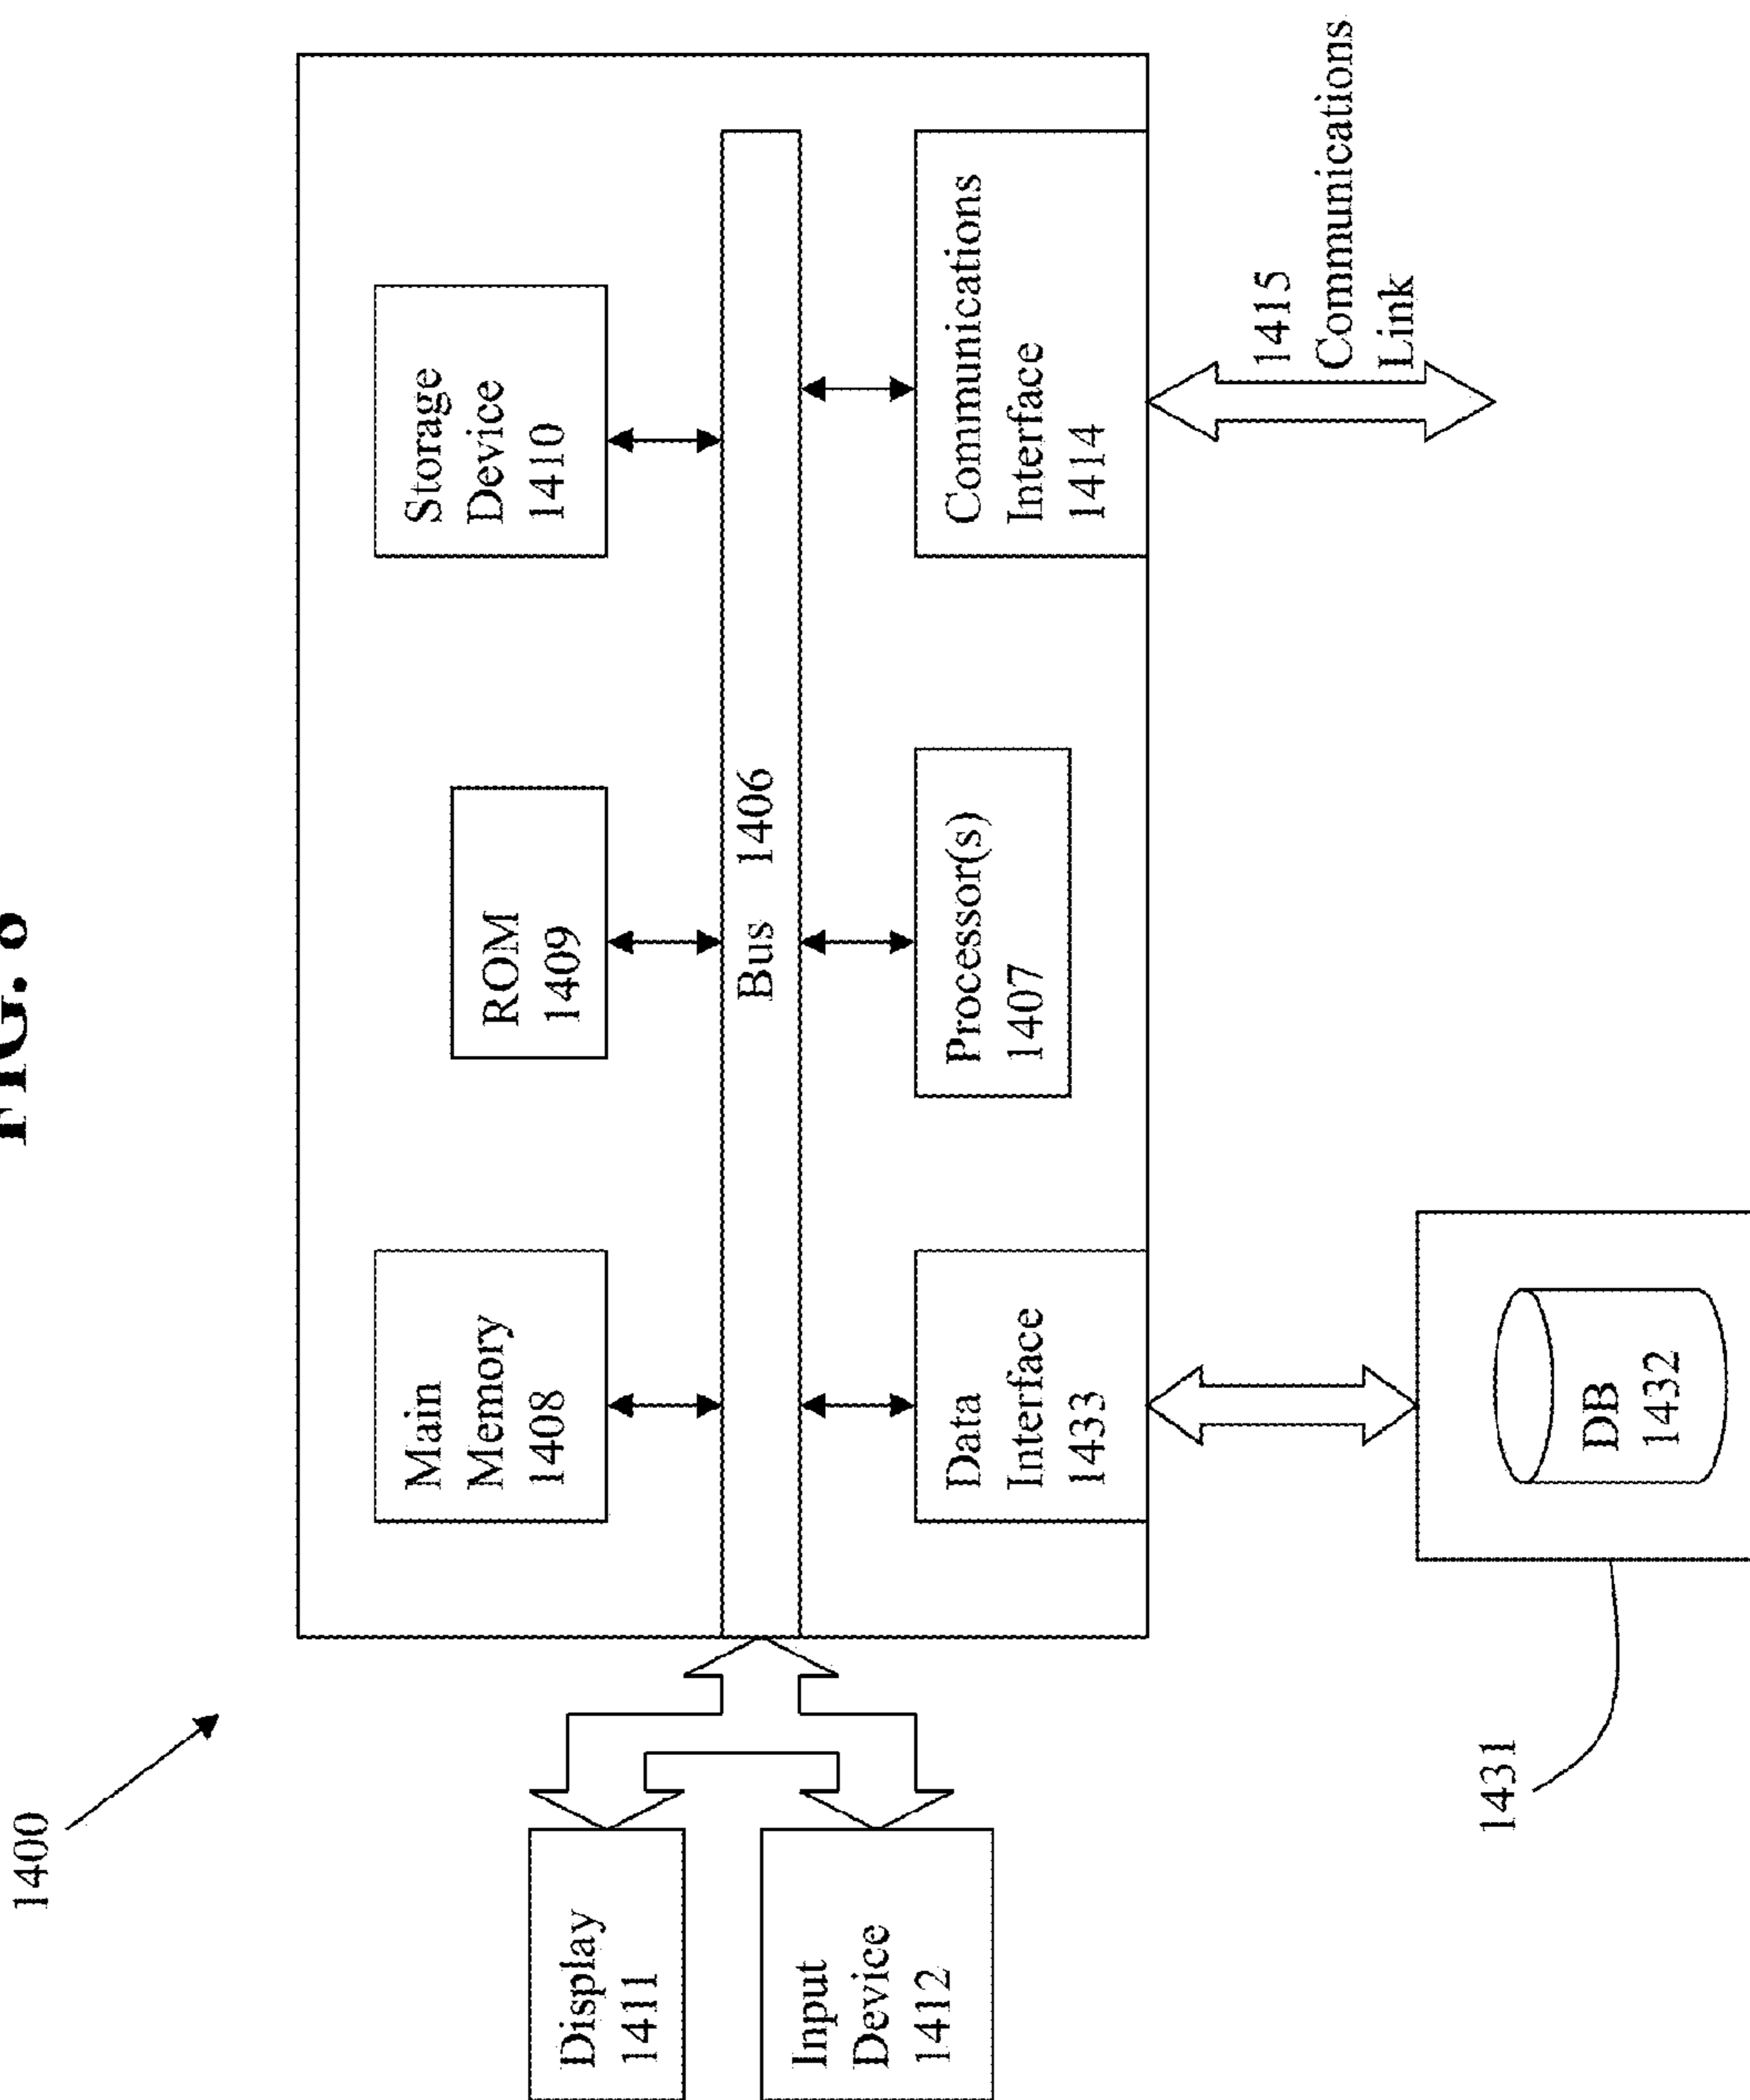 FIG.
1400
Main
Memory
1408
ROM
1409
Storage
Device
1410
Display
1411
Bus 1406
Input
Device
1412
Data
Interface
1433
Processor(s)
1407
Communications
Interface
1414
1415
Communications
Link
1431
DB
1432